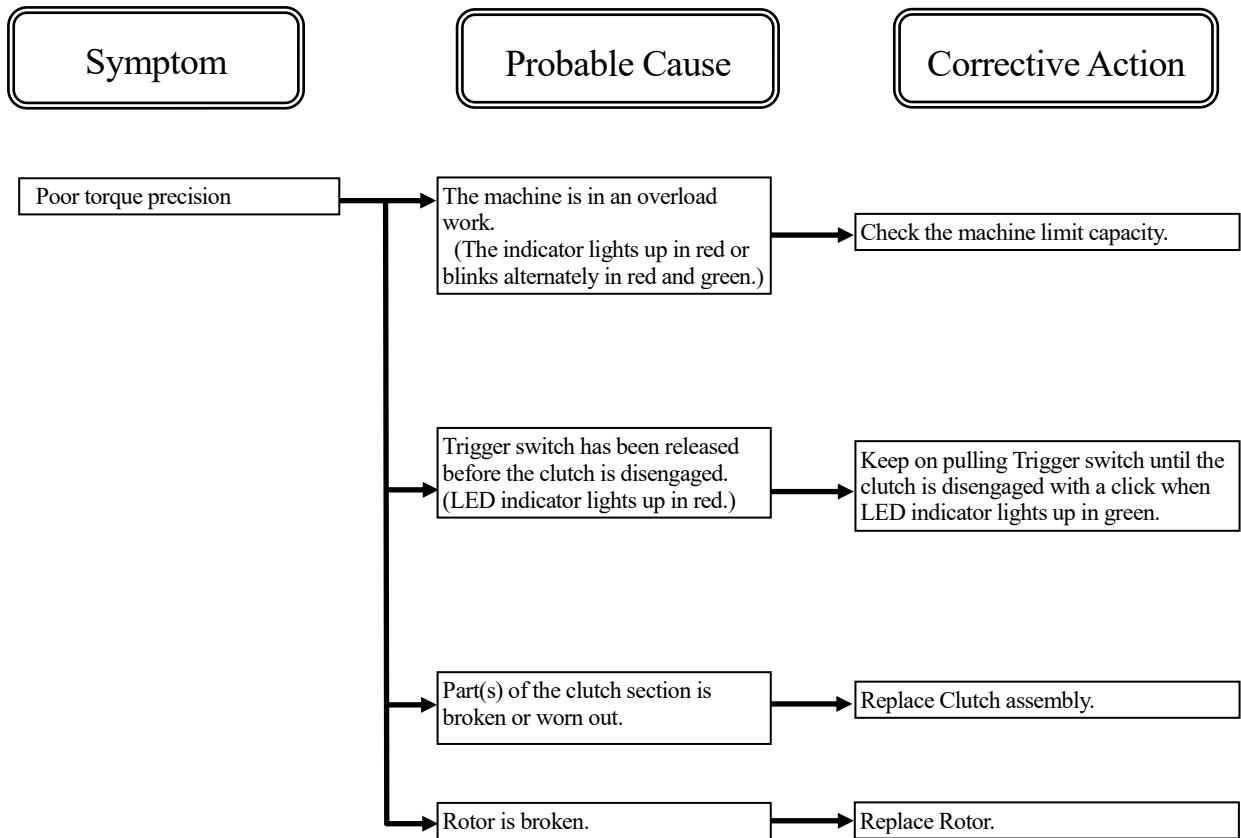 Symptom
Probable Cause
Corrective Action
Poor torque precision
The machine is in an overload
work.
(The indicator lights up in red or
blinks alternately in red and green.)
Check the machine limit capacity.
Trigger switch has been released
before the clutch is disengaged.
(LED indicator lights up in red.)
Keep on pulling Trigger switch until the
clutch is disengaged with a click when
LED indicator lights up in green.
Part(s) of the clutch section is
broken or worn out.
Replace Clutch assembly.
Rotor is broken.
Replace Rotor.